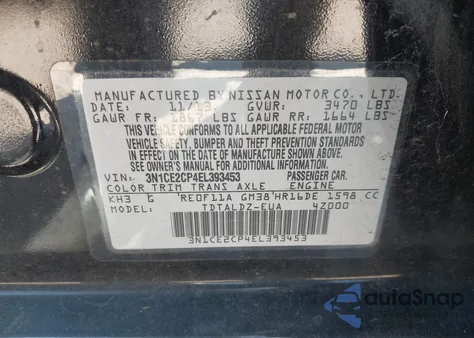 MANUFACTURED BY NISSAN MOTOR CO., LTD.
DATE: 11/13 GVWR: 3470 LBS
GAWR FR: 1867 LBS GAWR RR: 1664 LBS
THIS VEHICLE CONFORMS TO ALL APPLICABLE FEDERAL MOTOR
VEHICLE SAFETY, BUMPER, AND THEFT PREVENTION STANDARDS
IN EFFECT ON THE DATE OF MANUFACTURE SHOWN ABOVE.
SEE OWNER'S MANUAL FOR ADDITIONAL INFORMATION
VIN: 3N1CE2CP4EL393453 PASSENGER CAR.
COLOR TRIM TRANS AXLE ENGINE
KH3 G RE0F11A GM38 HR16DE 1598 CC
MODEL: TDTALDZ-EUA 4Z000
3N1CE2CP4EL393453
autoSnap